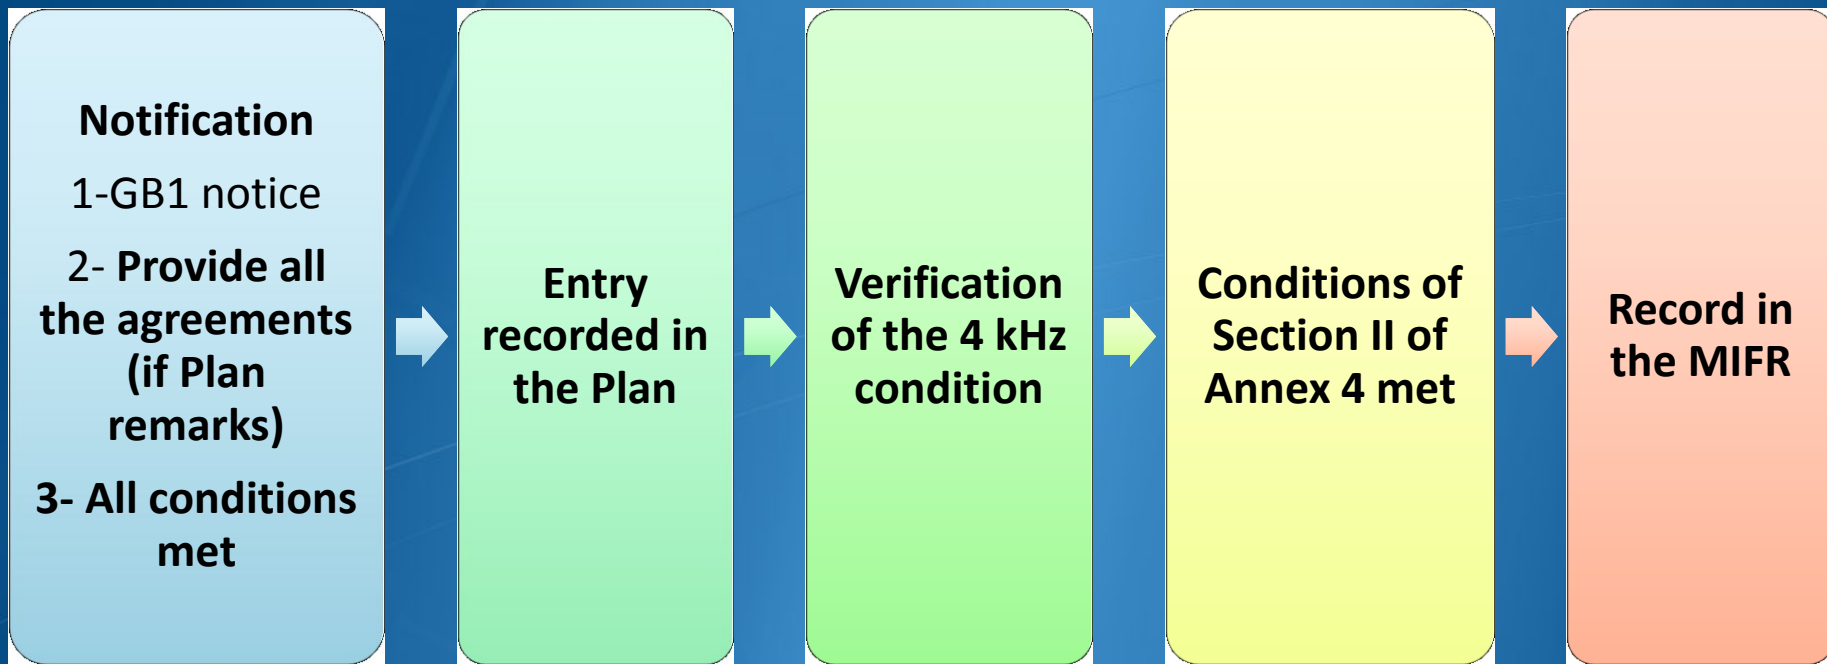 Notification
1-GB1 notice
2- Provide all
the agreements
(if Plan
remarks)
3- All conditions
met
Entry
recorded in
the Plan
Verification
of the 4 kHz
condition
Conditions of
Section II of
Annex 4 met
Record in
the MIFR